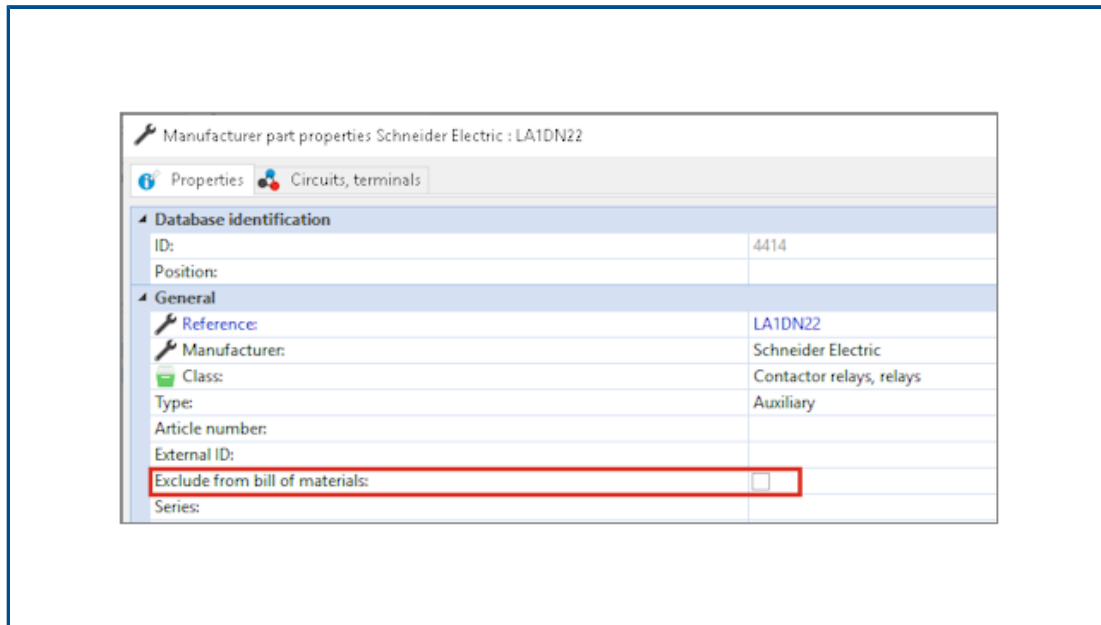 Manufacturer part properties Schneider Electric : LA1DN22
Properties Circuits, terminals
Database identification
ID: 4414
Position:
General
Reference: LA1DN22
Manufacturer: Schneider Electric
Class: Contactor relays, relays
Type: Auxiliary
Article number:
External ID:
Exclude from bill of materials:
Series: